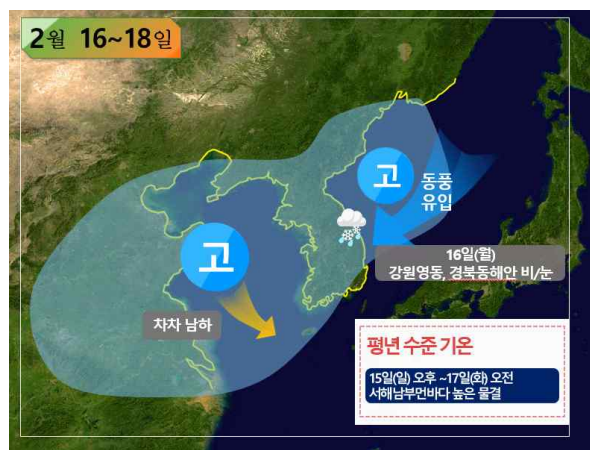 2월 16~18일
고
동풍
유입
고
16일(월)
강원영동, 경북동해안 비/눈
차차 남하
평년 수준 기온
15일(일) 오후 ~17일(화) 오전
서해남부먼바다 높은 물결